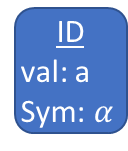 ID
val: a
Sym: 𝛼